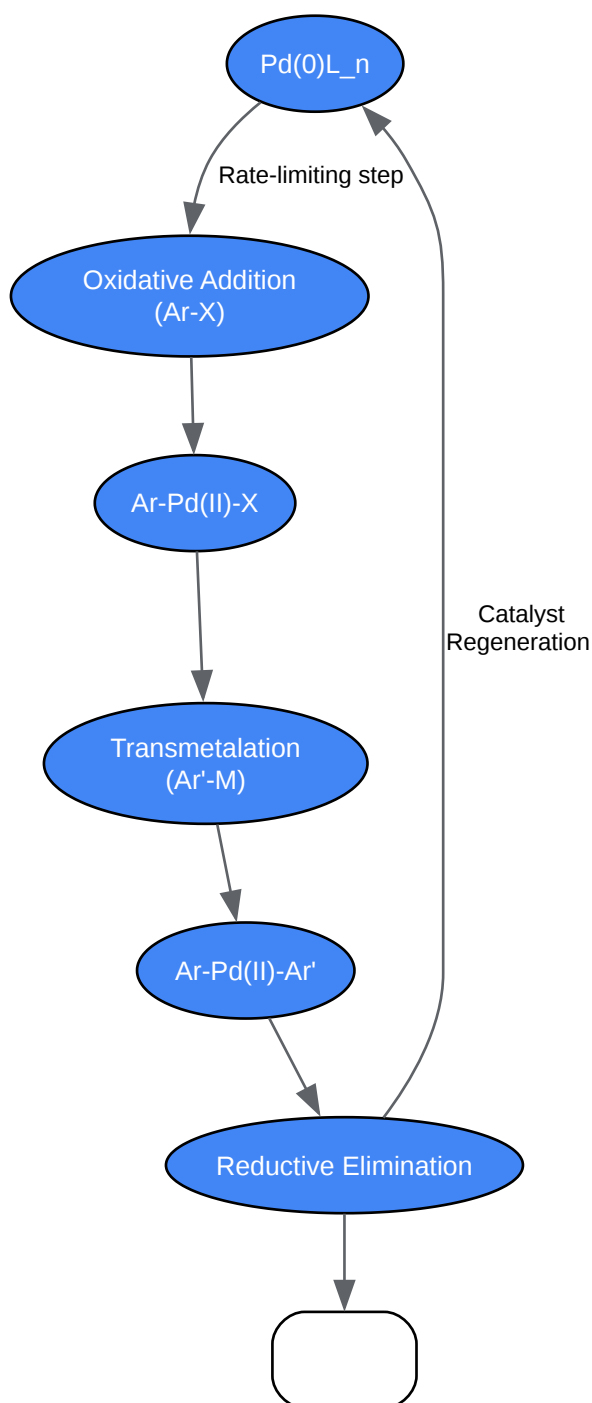 Pd(0)L_n
Rate-limiting step
Oxidative Addition
(Ar-X)
Ar-Pd(II)-X
Catalyst
Regeneration
Transmetalation
(Ar'-M)
Ar-Pd(II)-Ar'
Reductive Elimination